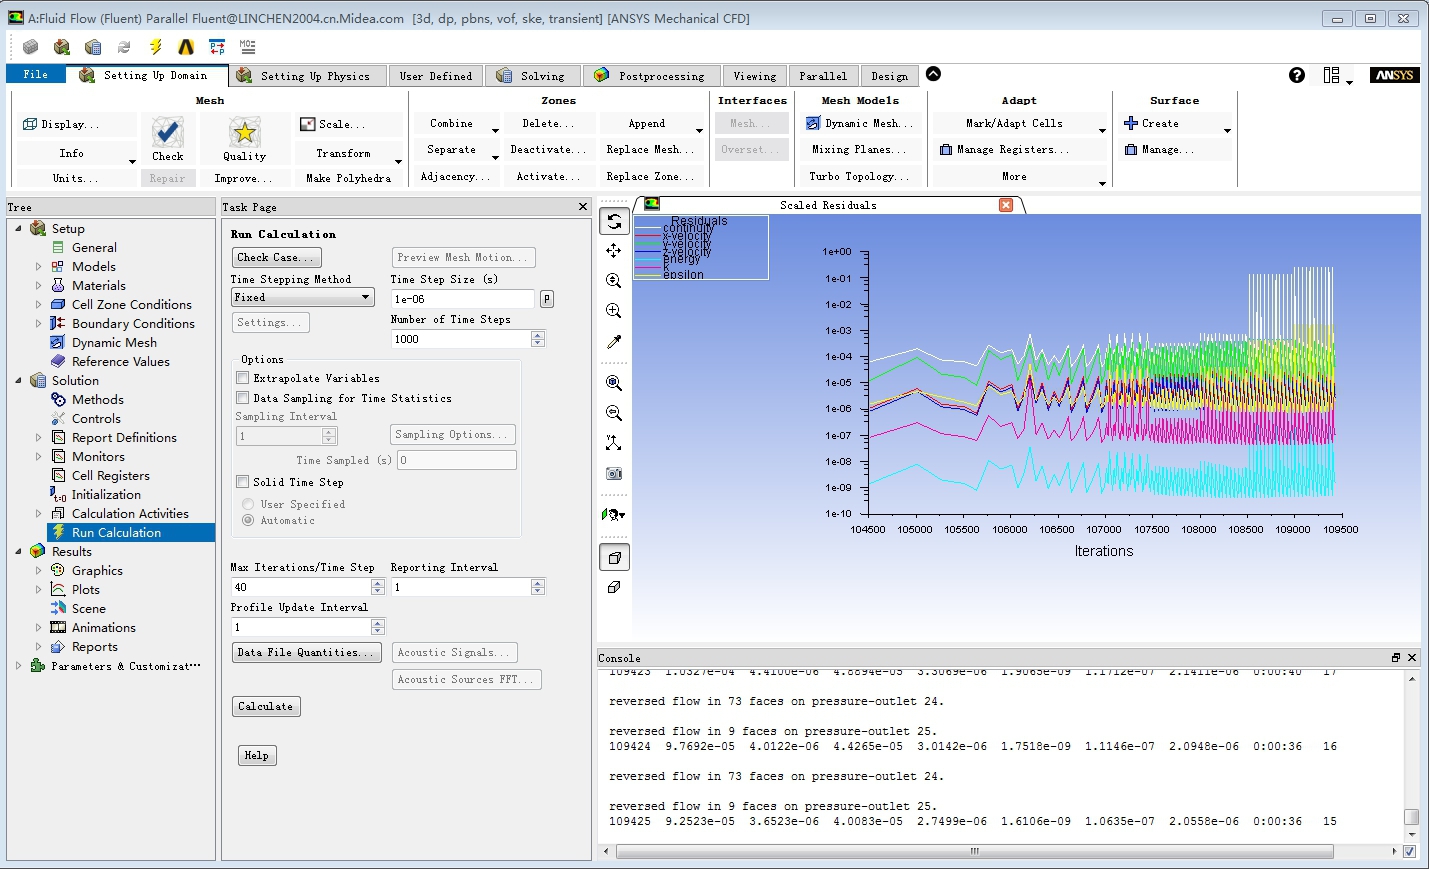 A:Fluid Flow (Fluent) Parallel Fluent@LINCHEN2004.cn.Midea.com [3d, dp, pbns, vof, ske, transient] [ANSYS Mechanical CFD]
File
Setting Up Domain
Setting Up Physics
User Defined
Solving
Postprocessing
Viewing
Parallel
Design
ANSYS
Mesh
Zones
Interfaces
Mesh Models
Adapt
Surface
Display...
Info
Units...
Check
Repair
Quality
Improve...
Scale...
Transform
Make Polyhedra
Combine
Separate
Adjacency...
Delete...
Deactivate...
Activate...
Append
Replace Mesh...
Replace Zone...
Mesh...
Overset...
Dynamic Mesh...
Mixing Planes...
Turbo Topology...
Mark/Adapt Cells
Manage Registers...
More
Create
Manage...
Tree
Setup
General
Models
Materials
Cell Zone Conditions
Boundary Conditions
Dynamic Mesh
Reference Values
Solution
Methods
Controls
Report Definitions
Monitors
Cell Registers
Initialization
Calculation Activities
Run Calculation
Results
Graphics
Plots
Scene
Animations
Reports
Parameters & Customizat...
Task Page
Run Calculation
Check Case...
Preview Mesh Motion...
Time Stepping Method
Time Step Size (s)
Fixed
1e-06
P
Settings...
Number of Time Steps
1000
Options
Extrapolate Variables
Data Sampling for Time Statistics
Sampling Interval
1
Sampling Options...
Time Sampled (s)
0
Solid Time Step
User Specified
Automatic
Max Iterations/Time Step
Reporting Interval
40
1
Profile Update Interval
1
Data File Quantities...
Acoustic Signals...
Acoustic Sources FFT...
Calculate
Help
Scaled Residuals
Residuals
continuity
x-velocity
y-velocity
z-velocity
energy
k
epsilon
1e+00
1e-01
1e-02
1e-03
1e-04
1e-05
1e-06
1e-07
1e-08
1e-09
1e-10
104500 105000 105500 106000 106500 107000 107500 108000 108500 109000 109500
Iterations
Console
109423 1.0327e-04 4.4100e-06 4.8894e-05 3.3069e-06 1.9065e-09 1.1712e-07 2.1411e-06 0:00:40 17
reversed flow in 73 faces on pressure-outlet 24.
reversed flow in 9 faces on pressure-outlet 25.
109424 9.7692e-05 4.0122e-06 4.4265e-05 3.0142e-06 1.7518e-09 1.1146e-07 2.0948e-06 0:00:36 16
reversed flow in 73 faces on pressure-outlet 24.
reversed flow in 9 faces on pressure-outlet 25.
109425 9.2523e-05 3.6523e-06 4.0083e-05 2.7499e-06 1.6106e-09 1.0635e-07 2.0558e-06 0:00:36 15